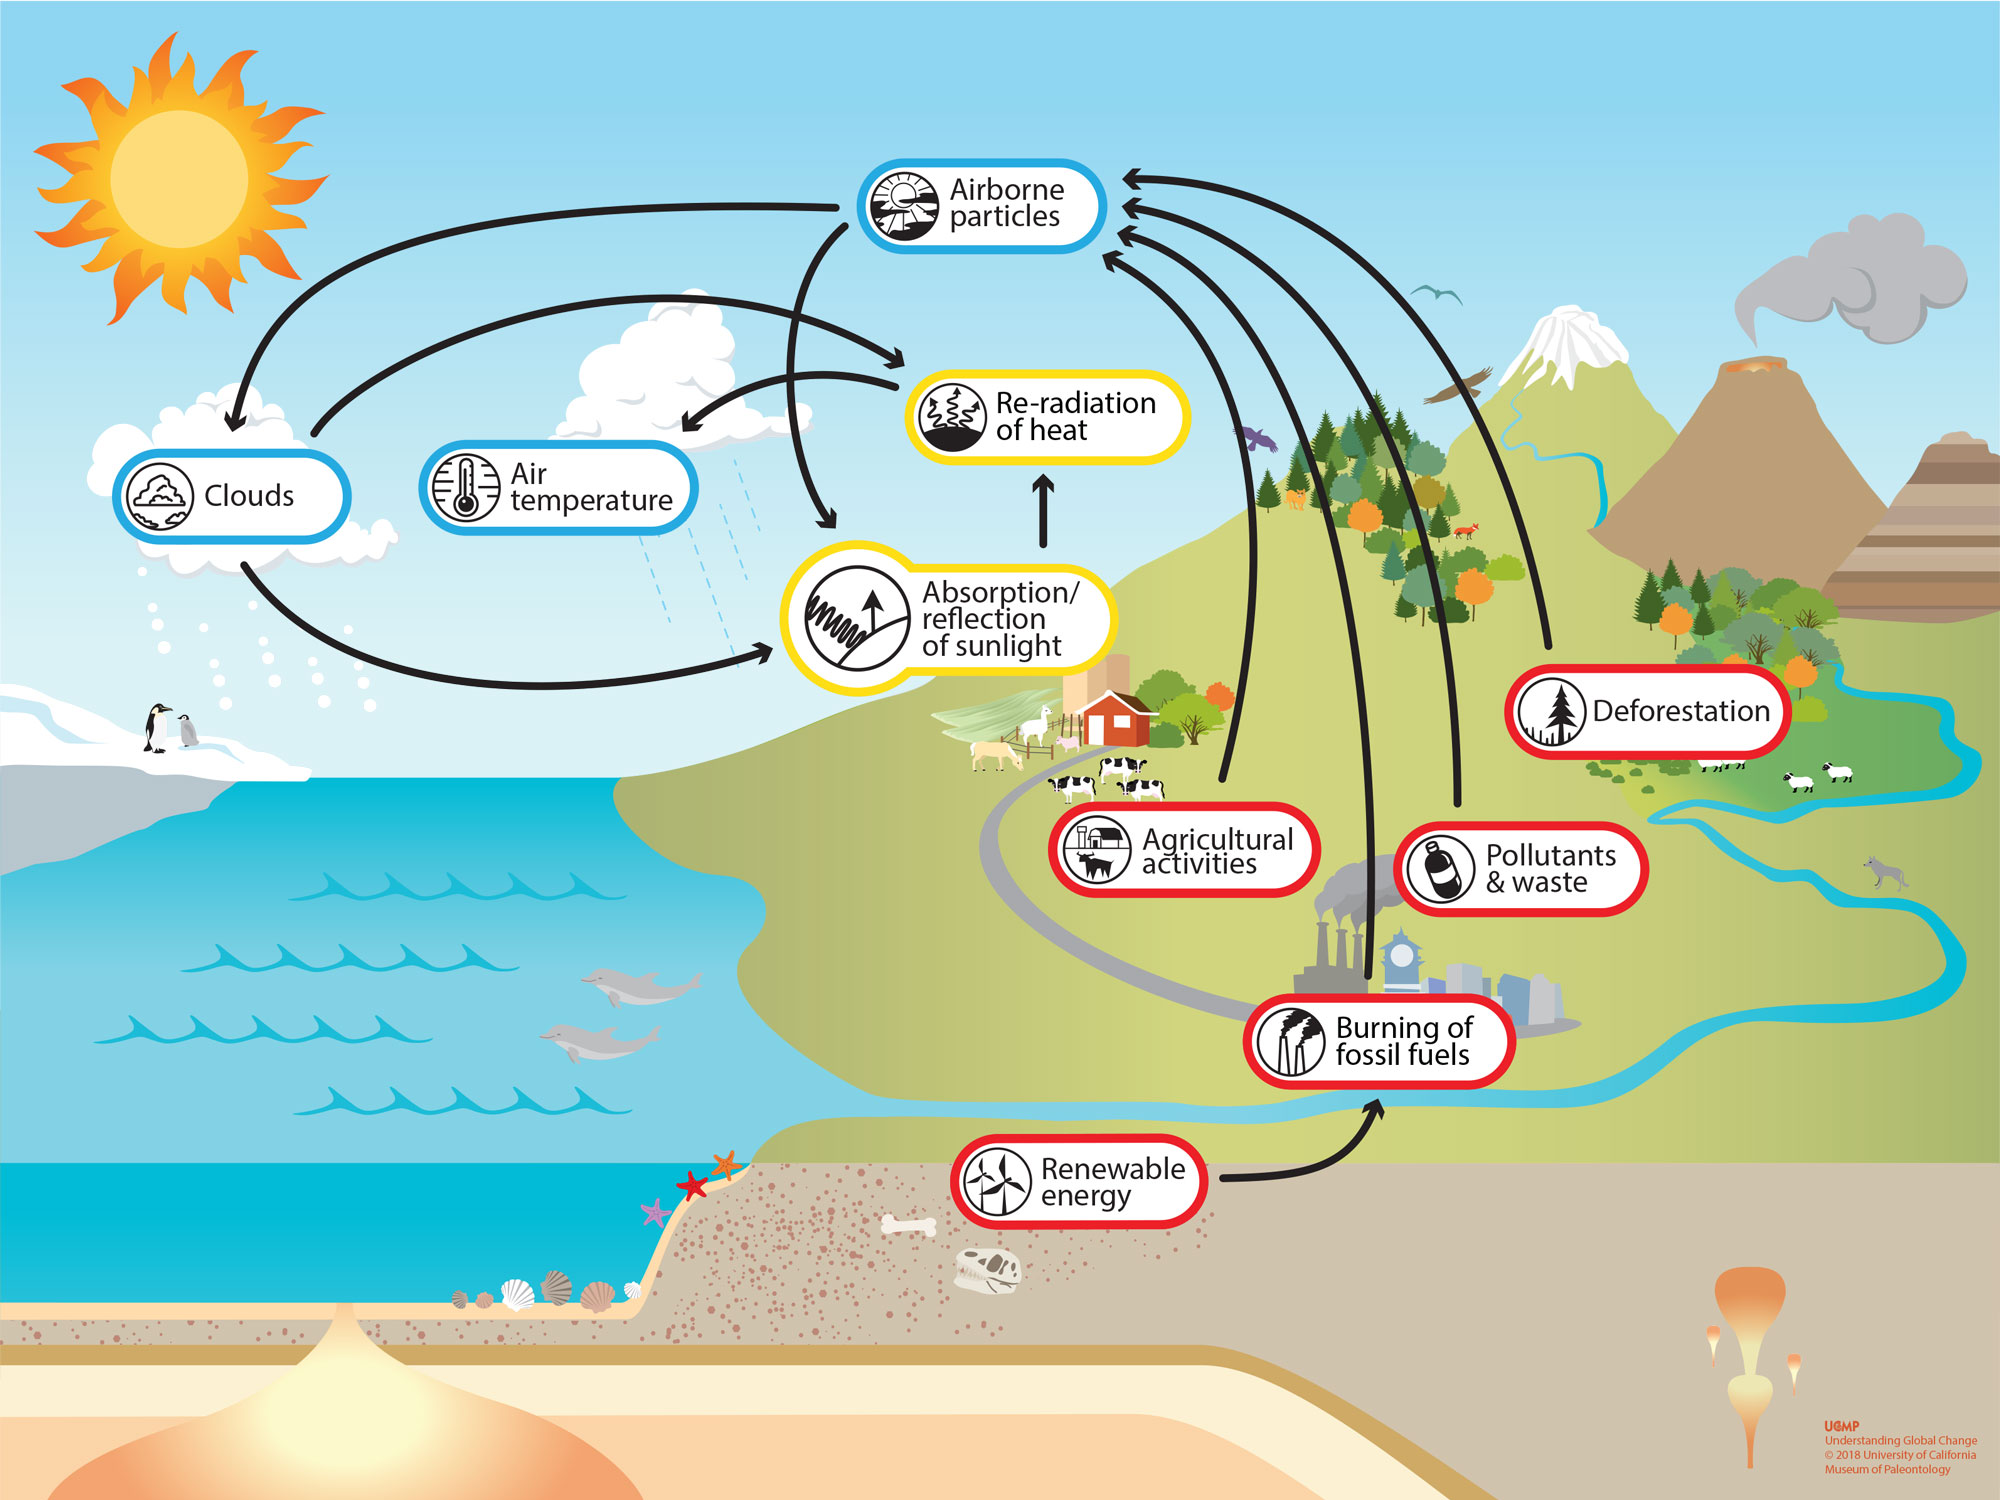 Airborne
particles
Re-radiation
of heat
Clouds
Air
temperature
Absorption/
reflection
of sunlight
Deforestation
Agricultural
activities
Pollutants
& waste
Burning of
fossil fuels
Renewable
energy
UCMP
Understanding Global Change
© 2018 University of California
Museum of Paleontology